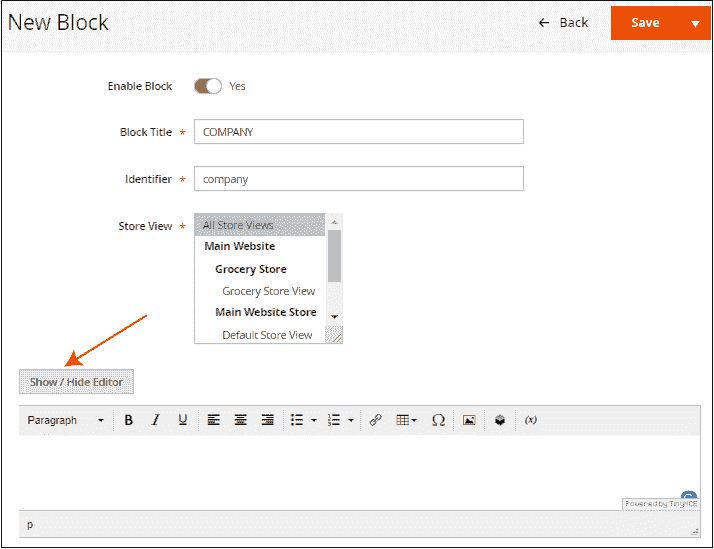 New Block
← Back
Save
Enable Block
Yes
Block Title *
COMPANY
Identifier *
company
Store View *
All Store Views
Main Website
Grocery Store
Grocery Store View
Main Website Store
Default Store View
Show / Hide Editor
Paragraph B I U Ω (x)
Powered by TinyMCE
p